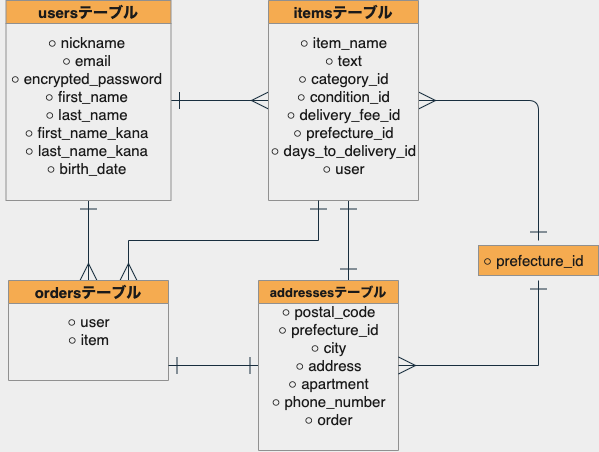 usersテーブル
nickname
email
encrypted_password
first_name
last_name
first_name_kana
last_name_kana
birth_date
itemsテーブル
item_name
text
category_id
condition_id
delivery_fee_id
prefecture_id
days_to_delivery_id
user
prefecture_id
ordersテーブル
user
item
addressesテーブル
postal_code
prefecture_id
city
address
apartment
phone_number
order